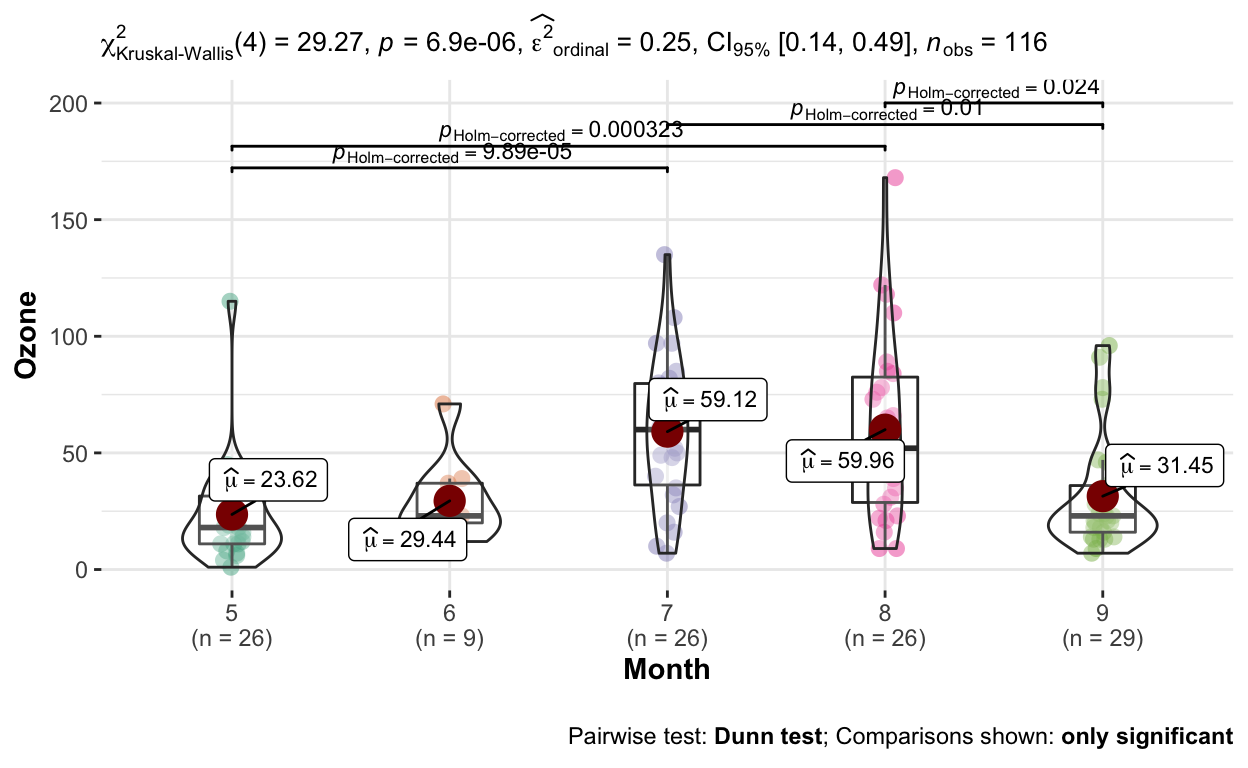 χ²Kruskal-Wallis(4) = 29.27, p = 6.9e-06, ε̂²ordinal = 0.25, CI95% [0.14, 0.49], nobs = 116
pHolm−corrected = 0.024
pHolm−corrected = 0.01
pHolm−corrected = 0.000323
pHolm−corrected = 9.89e-05
200
150
100
50
0
Ozone
μ̂ = 23.62
μ̂ = 29.44
μ̂ = 59.12
μ̂ = 59.96
μ̂ = 31.45
5 6 7 8 9
(n = 26) (n = 9) (n = 26) (n = 26) (n = 29)
Month
Pairwise test: Dunn test; Comparisons shown: only significant